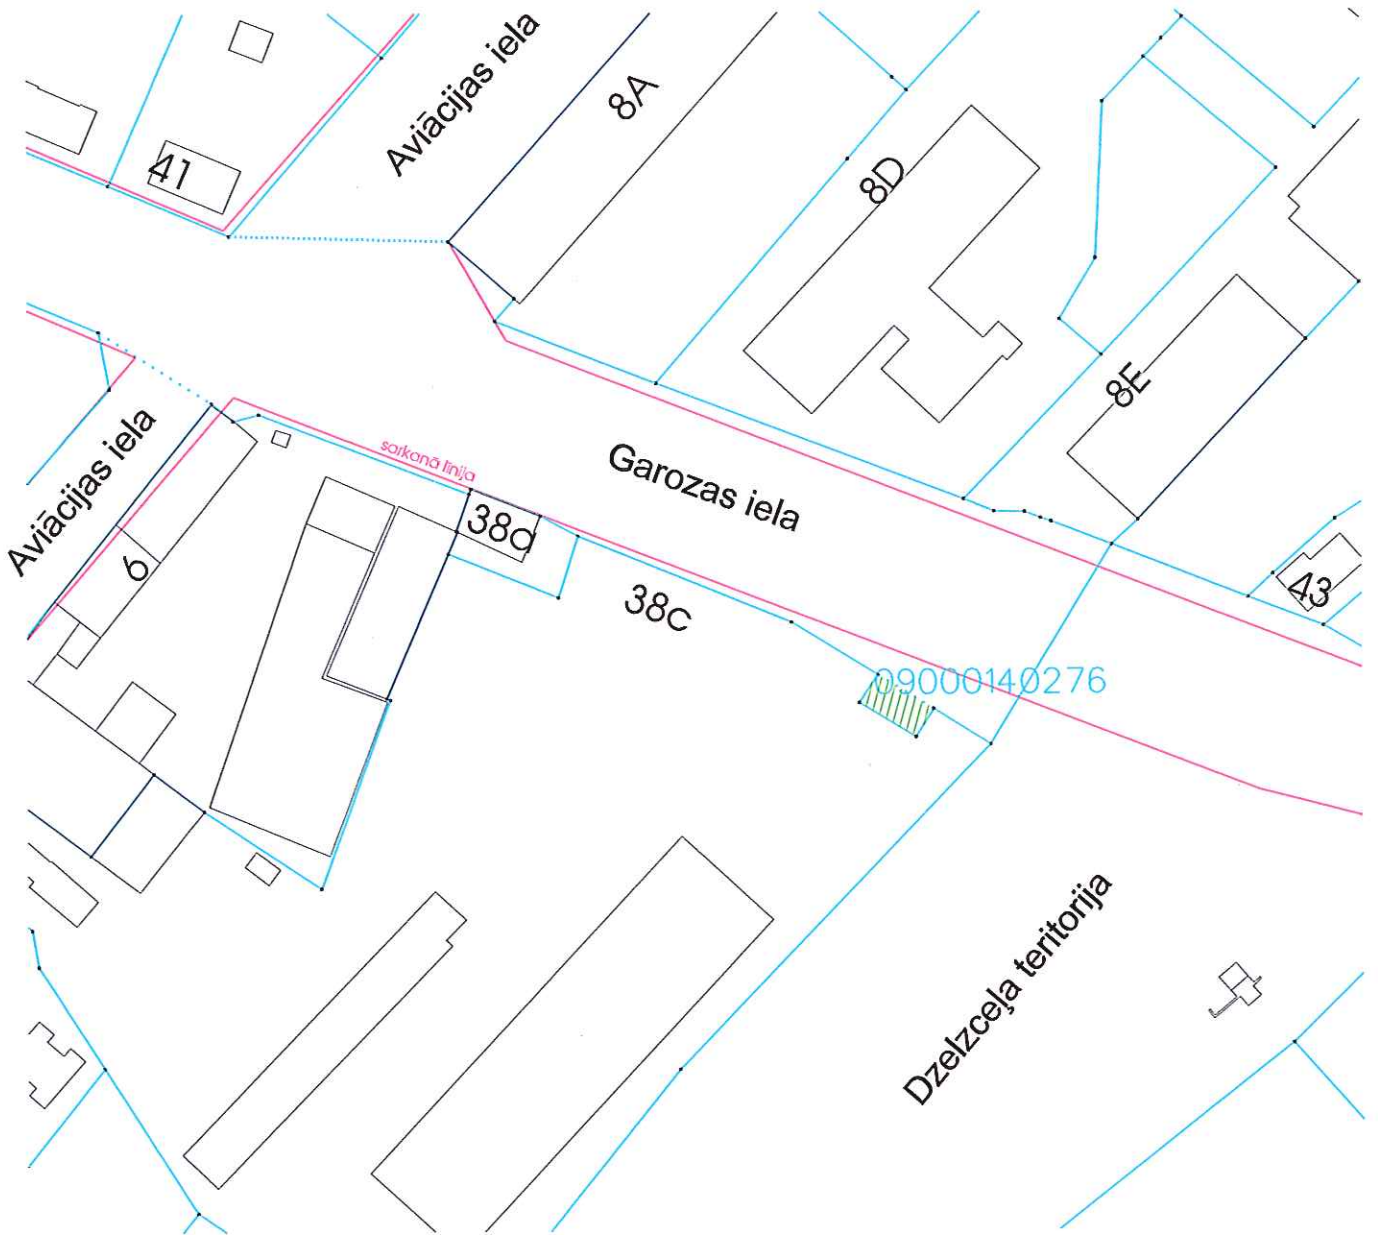 Aviācijas iela
8A
41
8D
8E
sarkanā līnija
Garozas iela
Aviācijas iela
38a
6
43
38c
09000140276
Dzelzceļa teritorija